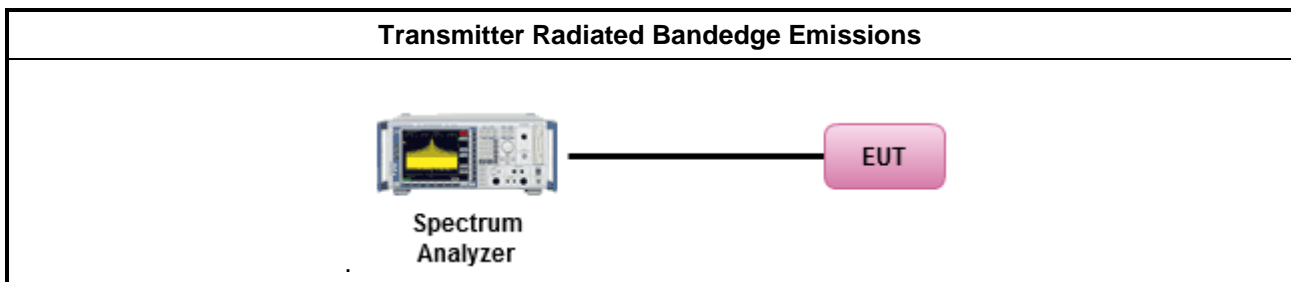 Transmitter Radiated Bandedge Emissions
EUT
Spectrum
Analyzer
.